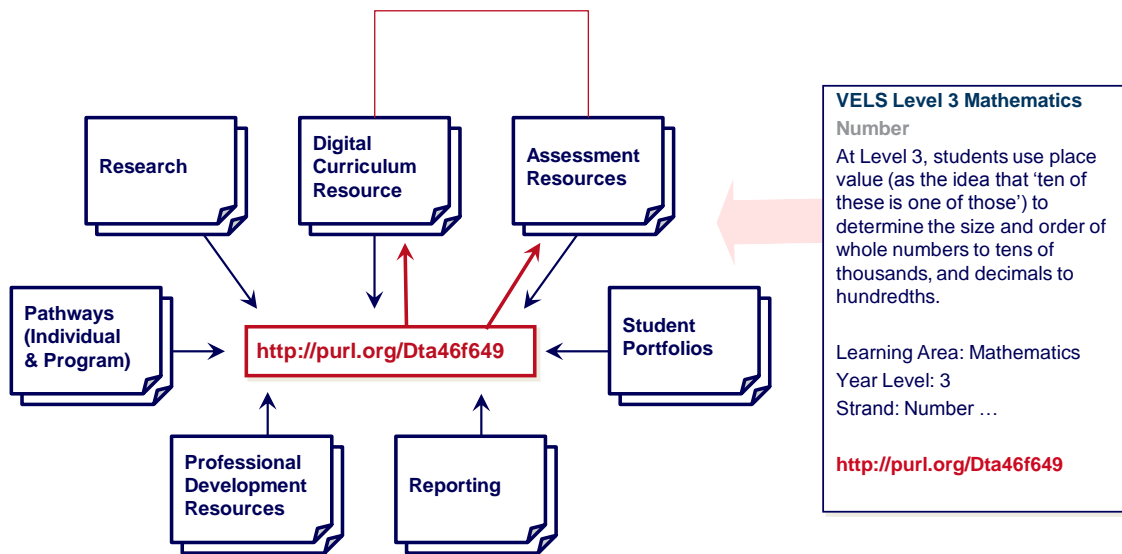 Research
Digital
Curriculum
Resource
Assessment
Resources
Pathways
(Individual
& Program)
http://purl.org/Dta46f649
Student
Portfolios
Professional
Development
Resources
Reporting
VELS Level 3 Mathematics
Number
At Level 3, students use place
value (as the idea that ‘ten of
these is one of those’) to
determine the size and order of
whole numbers to tens of
thousands, and decimals to
hundredths.
Learning Area: Mathematics
Year Level: 3
Strand: Number …
http://purl.org/Dta46f649